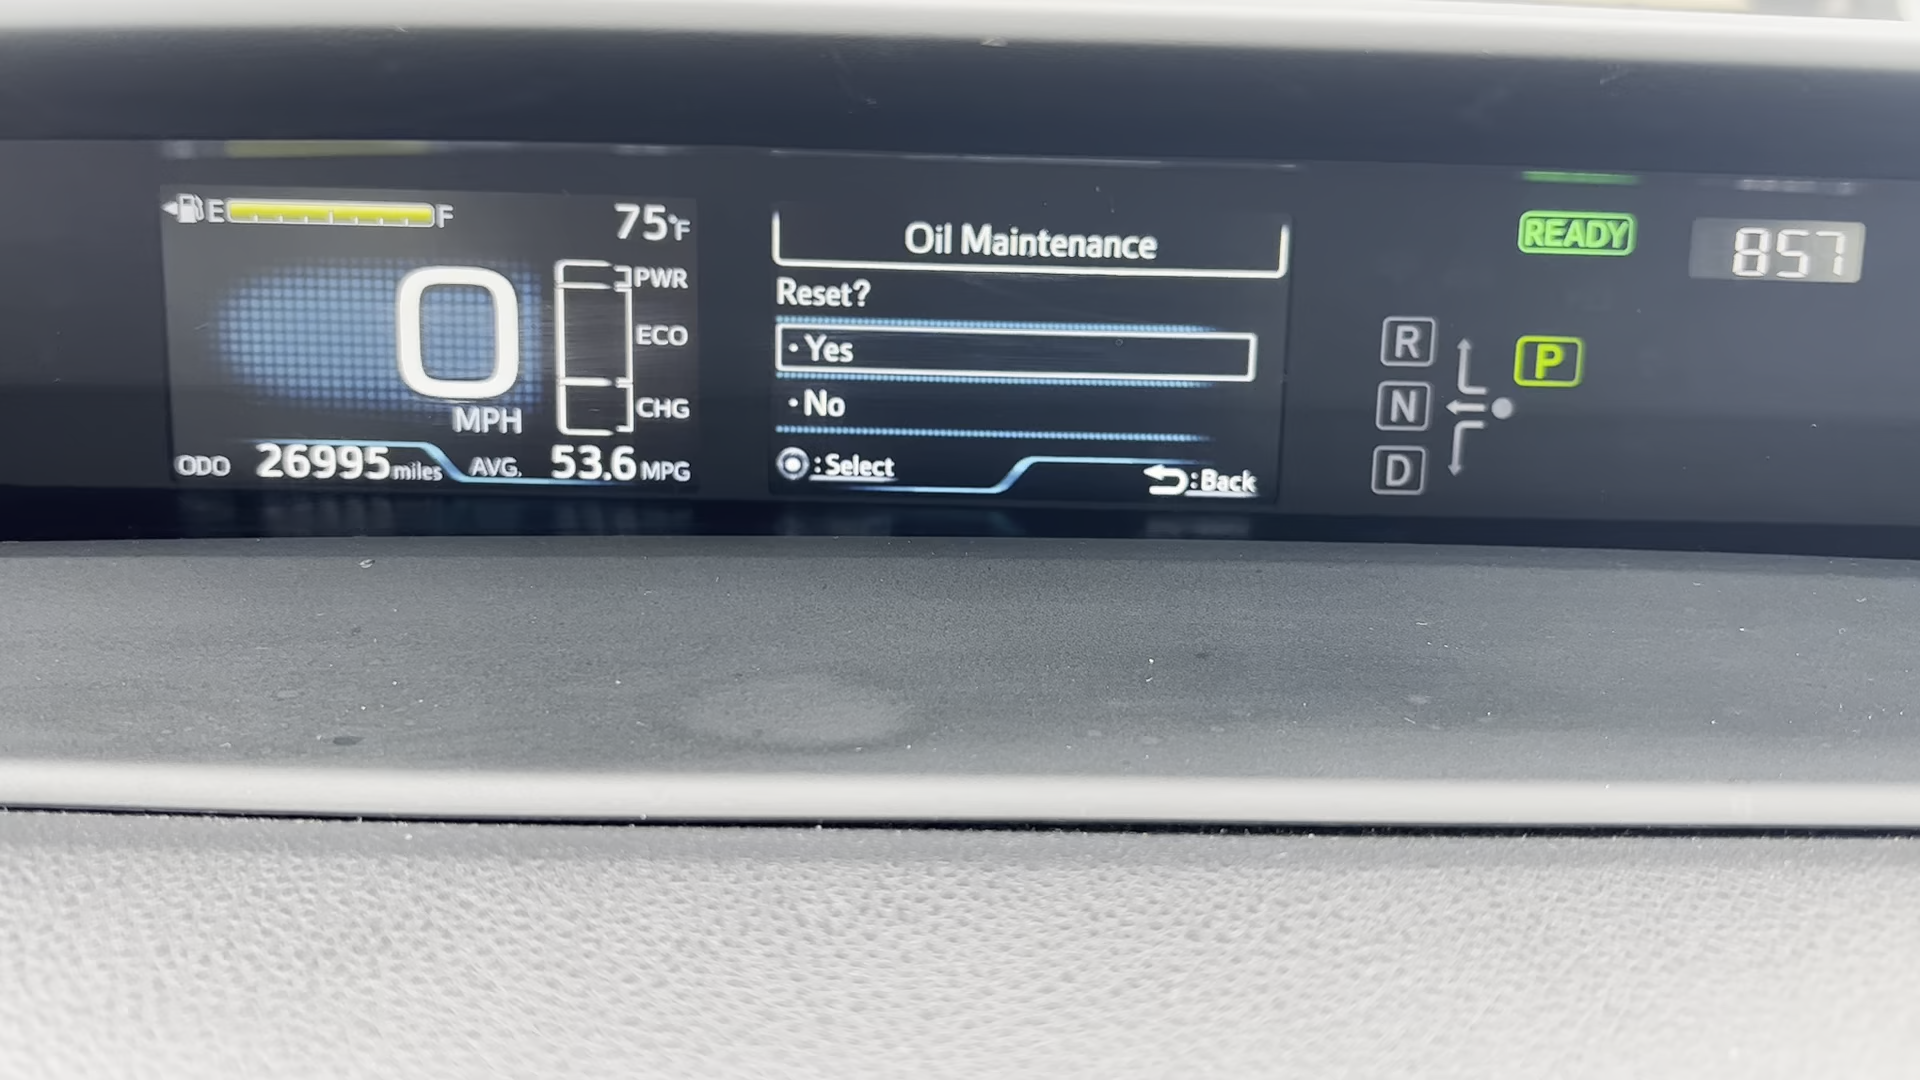 E F 75°F
0
MPH
PWR
ECO
CHG
ODO 26995 miles AVG. 53.6 MPG
Oil Maintenance
Reset?
• Yes
• No
: Select
: Back
READY
857
R
N
D
P